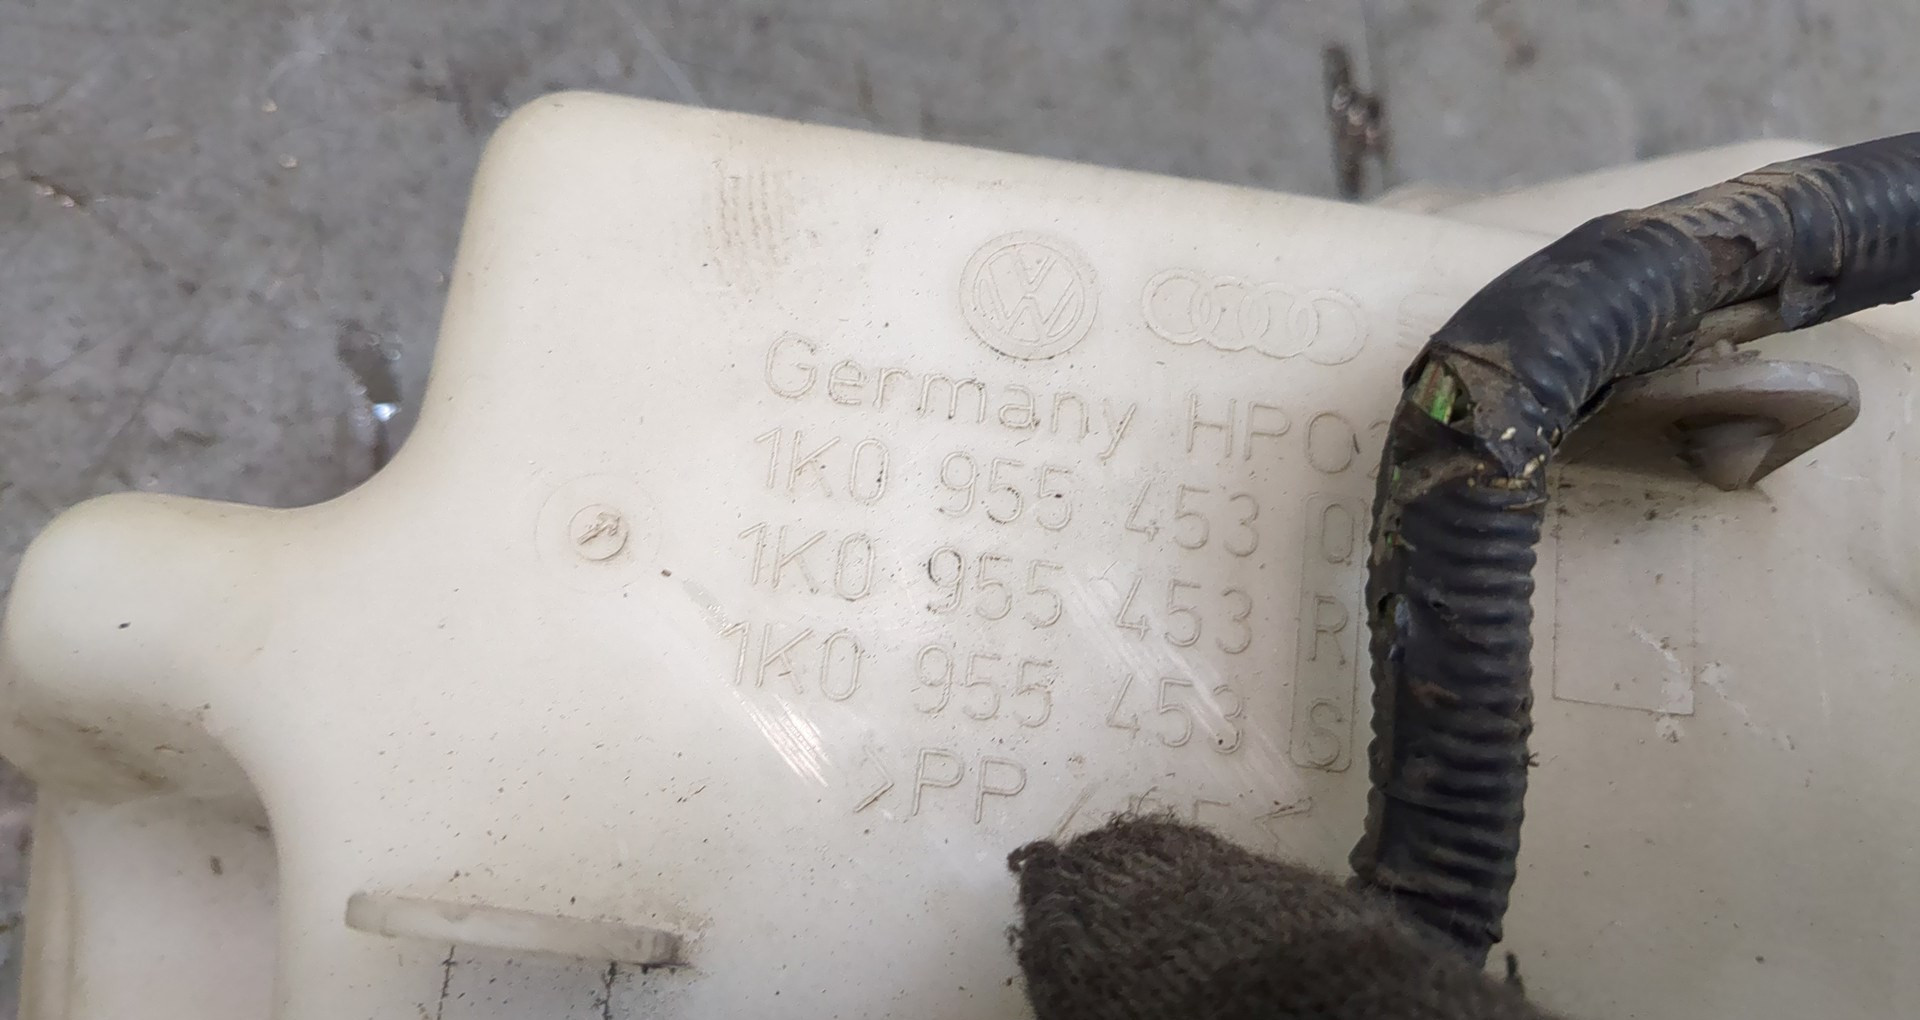 Germany HPO
1K0 955 453 Q
1K0 955 453 R
1K0 955 453 S
>PP